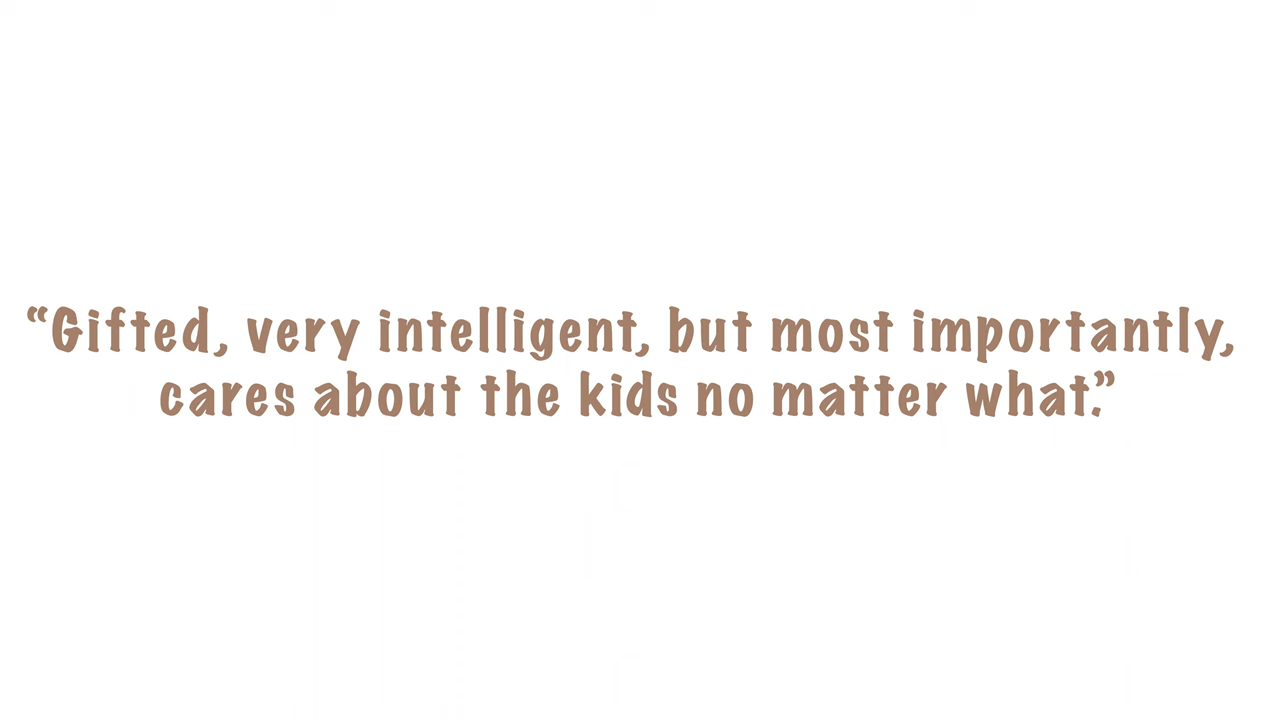 “Gifted, very intelligent, but most importantly,
cares about the kids no matter what.”